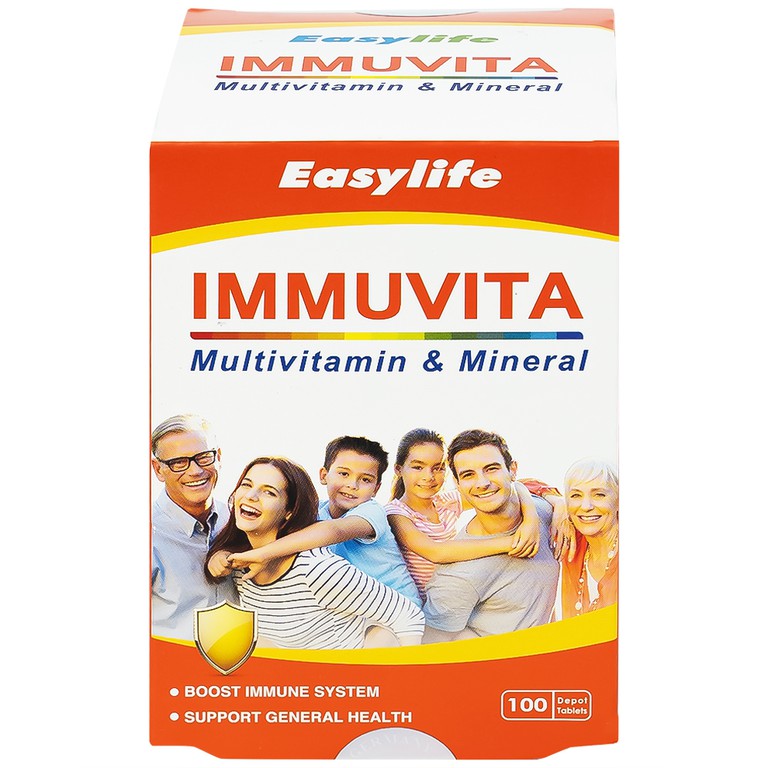 Easylife
IMMUVITA
Multivitamin & Mineral
Easylife
IMMUVITA
Multivitamin & Mineral
• BOOST IMMUNE SYSTEM
• SUPPORT GENERAL HEALTH
100 Depot
Tablets